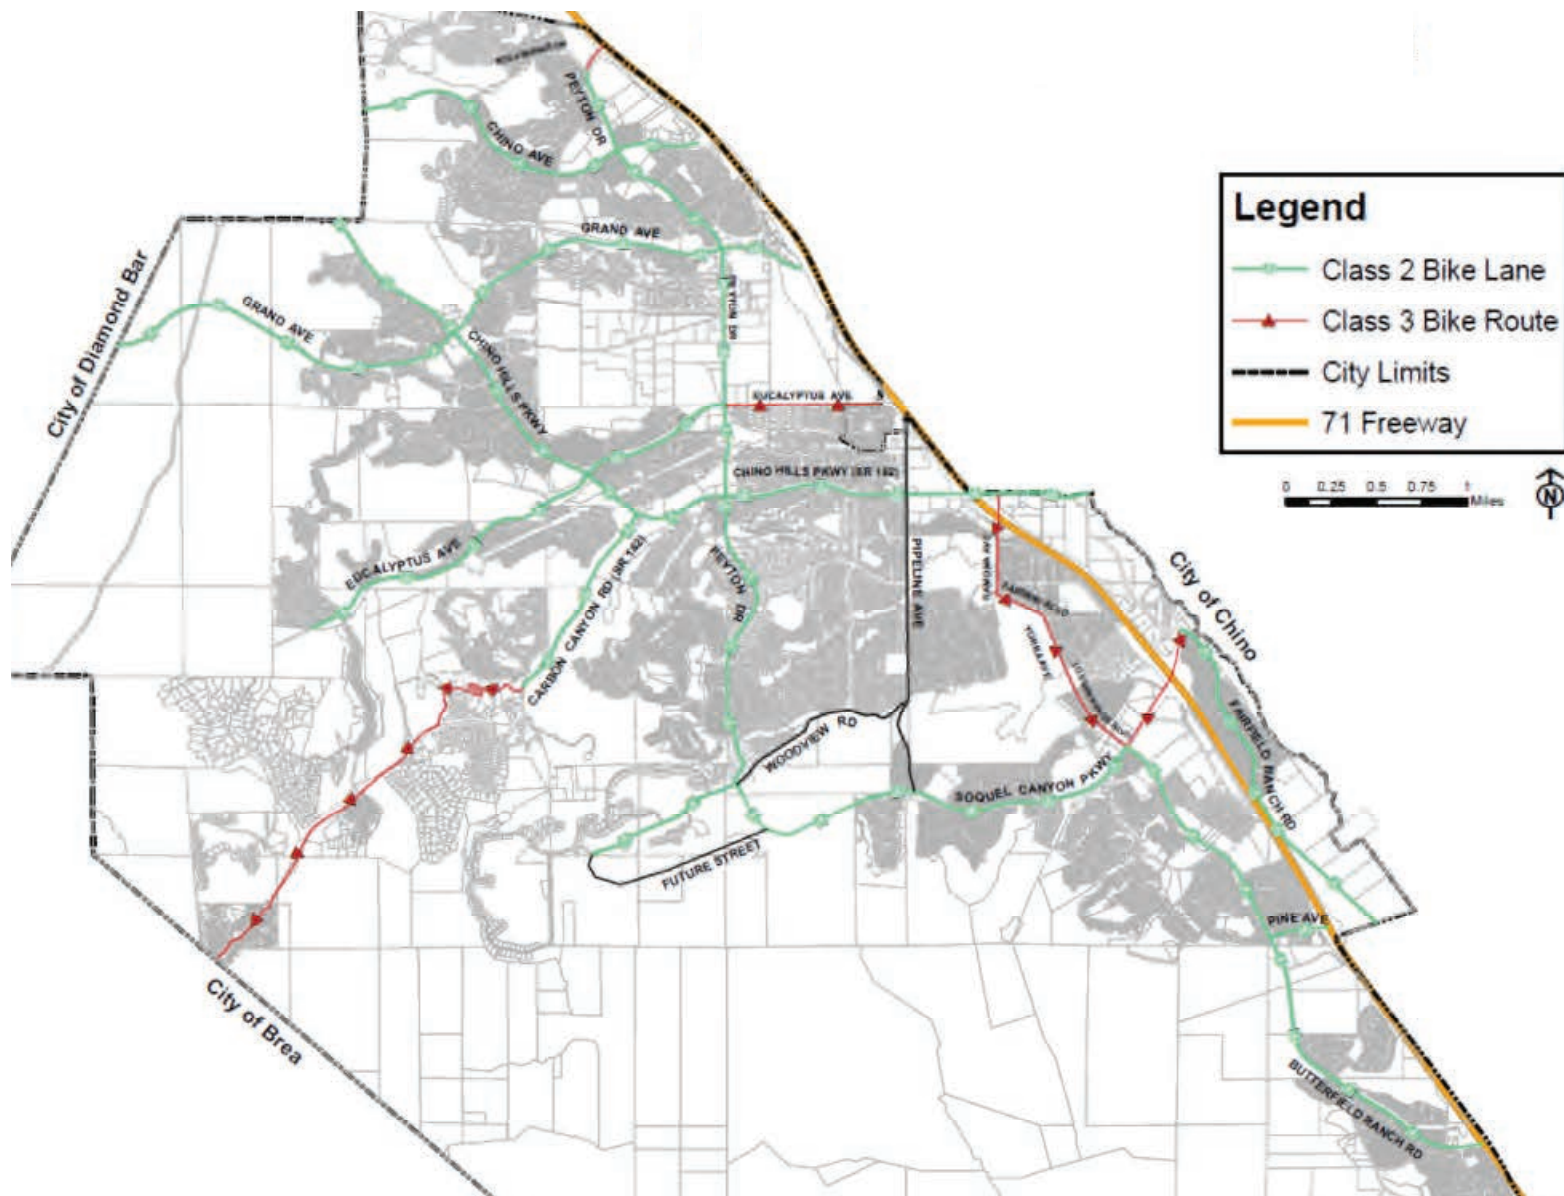 PEYTON DR
CHINO AVE
GRAND AVE
PEYTON DR
City of Diamond Bar
GRAND AVE
CHINO HILLS PKWY
EUCALYPTUS AVE
CHINO HILLS PKWY (SR 142)
EUCALYPTUS AVE
CARBON CANYON RD (SR 142)
PEYTON DR
PIPELINE AVE
City of Chino
FAIRFIELD RANCH RD
WOODVIEW RD
SOQUEL CANYON PKWY
FUTURE STREET
PINE AVE
City of Brea
BUTTERFIELD RANCH RD
Legend
Class 2 Bike Lane
Class 3 Bike Route
City Limits
71 Freeway
0 0.25 0.5 0.75 1
Miles
N